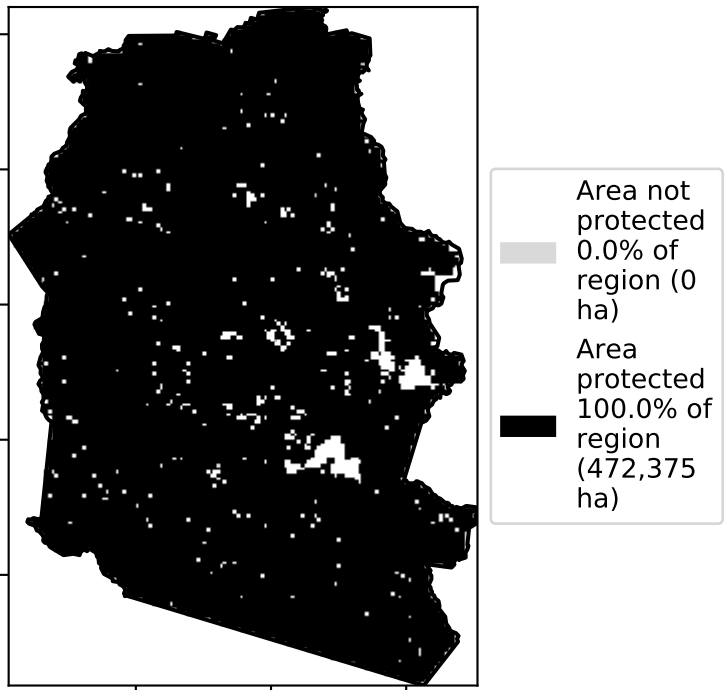 Area not
protected
0.0% of
region (0
ha)
Area
protected
100.0% of
region
(472,375
ha)